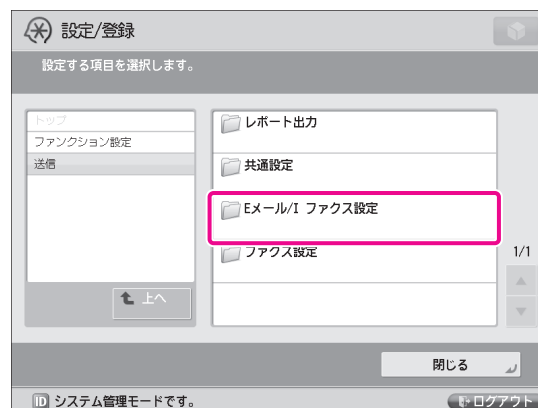 設定/登録
設定する項目を選択します。
トップ
ファンクション設定
送信
上へ
レポート出力
共通設定
Eメール/I ファクス設定
ファクス設定
1/1
閉じる
ID システム管理モードです。
ログアウト